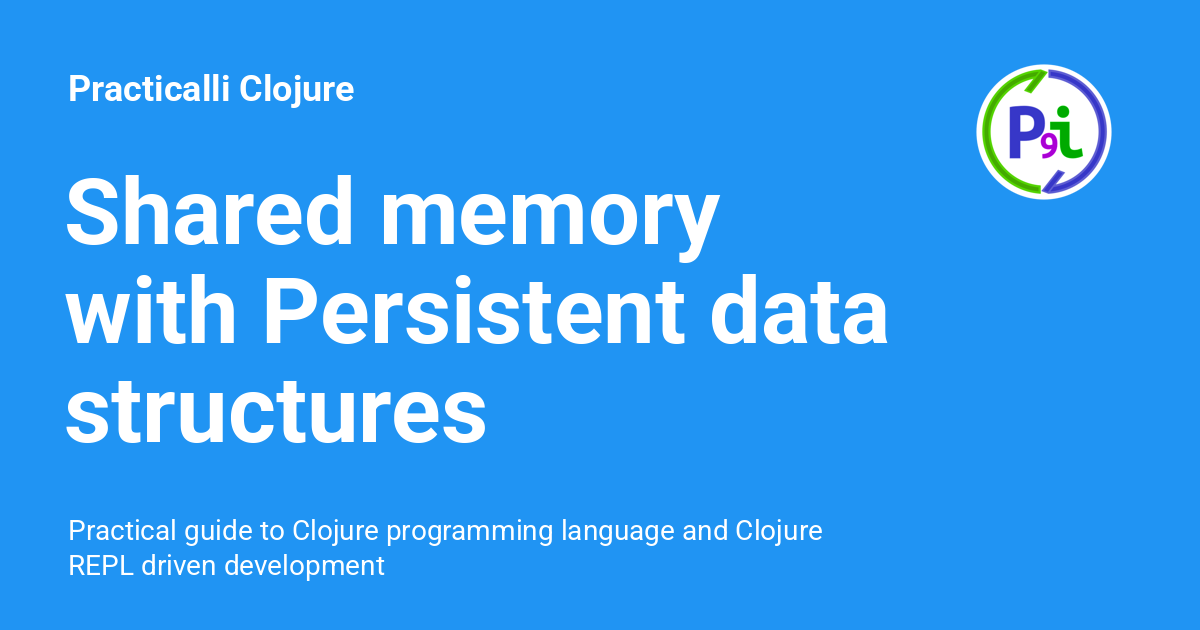 Practicalli Clojure
P9i
Shared memory
with Persistent data
structures
Practical guide to Clojure programming language and Clojure
REPL driven development